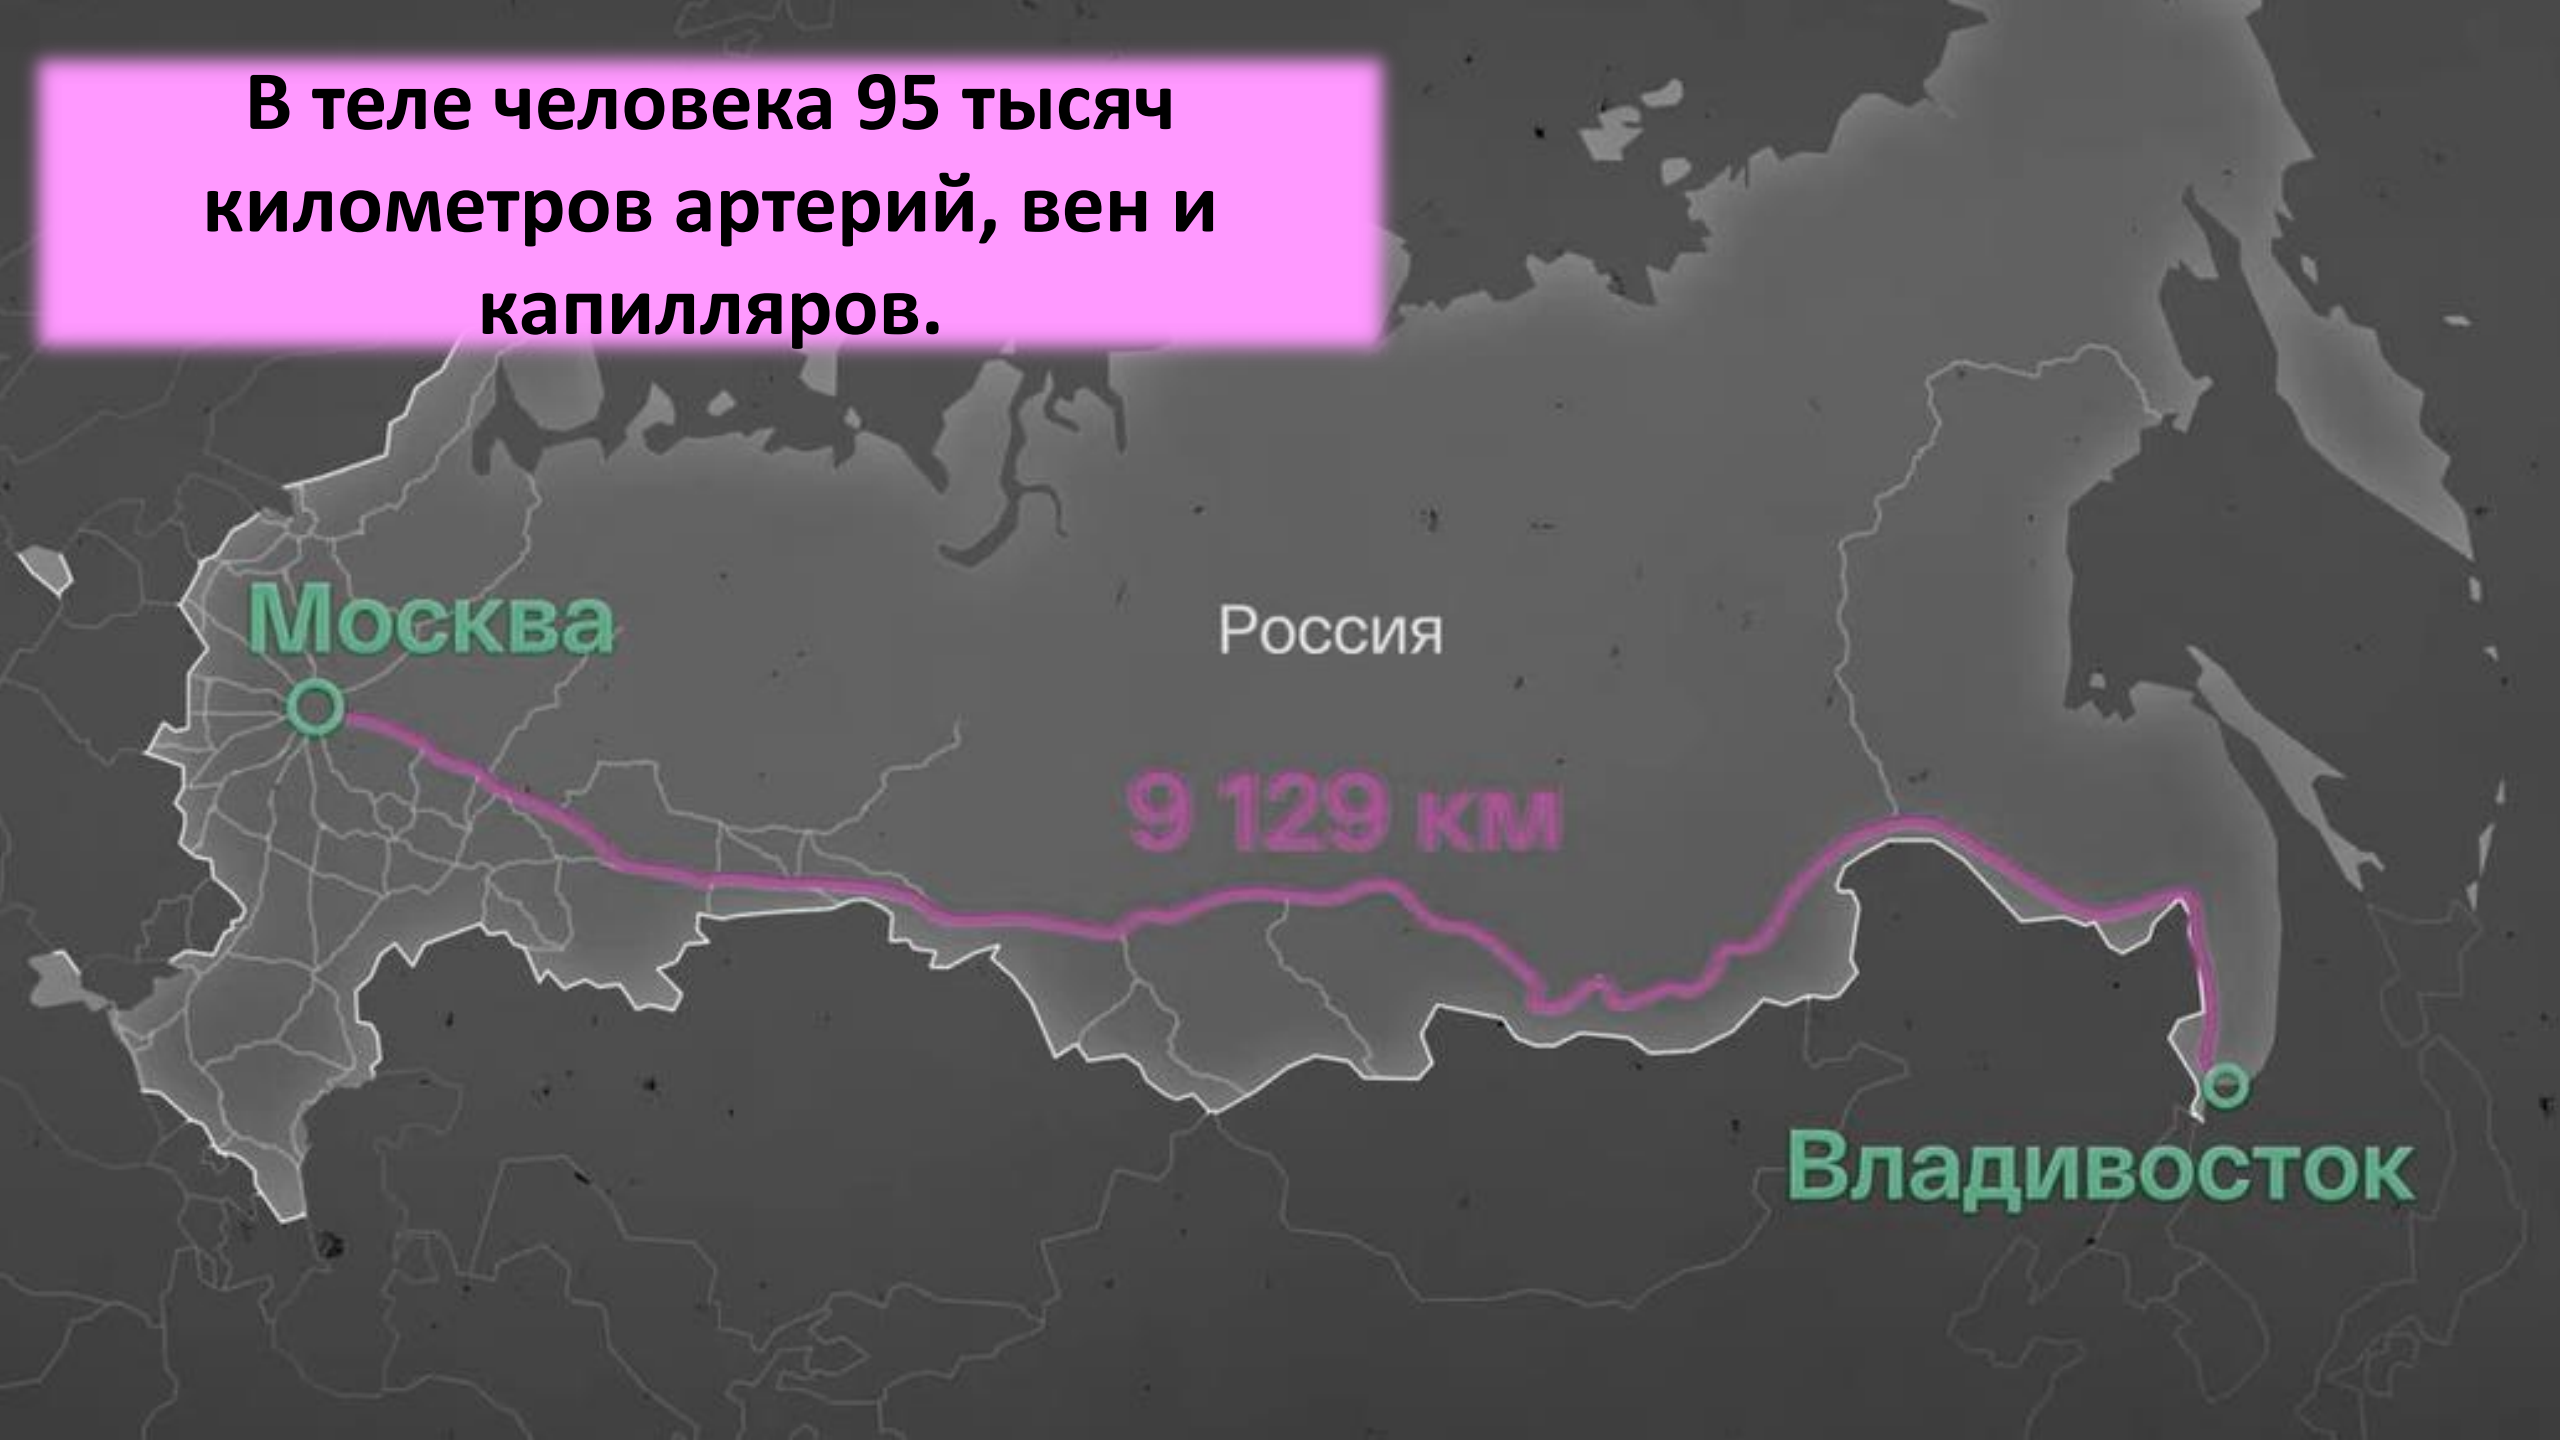 В теле человека 95 тысяч
километров артерий, вен и
капилляров.
Москва
Россия
9 129 км
Владивосток